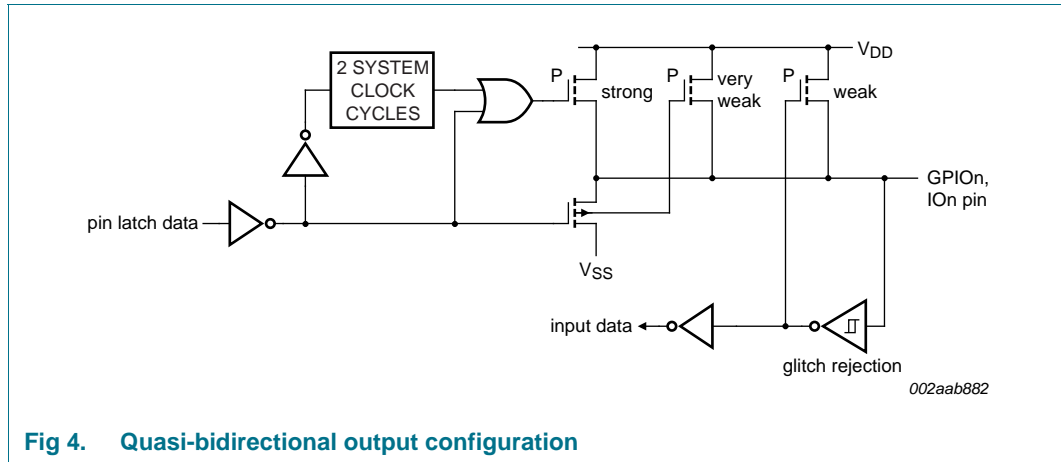 2 SYSTEM
CLOCK
CYCLES
P
strong
P
very
weak
P
weak
VDD
GPIOn,
IOn pin
pin latch data
VSS
input data
glitch rejection
002aab882
Fig 4. Quasi-bidirectional output configuration